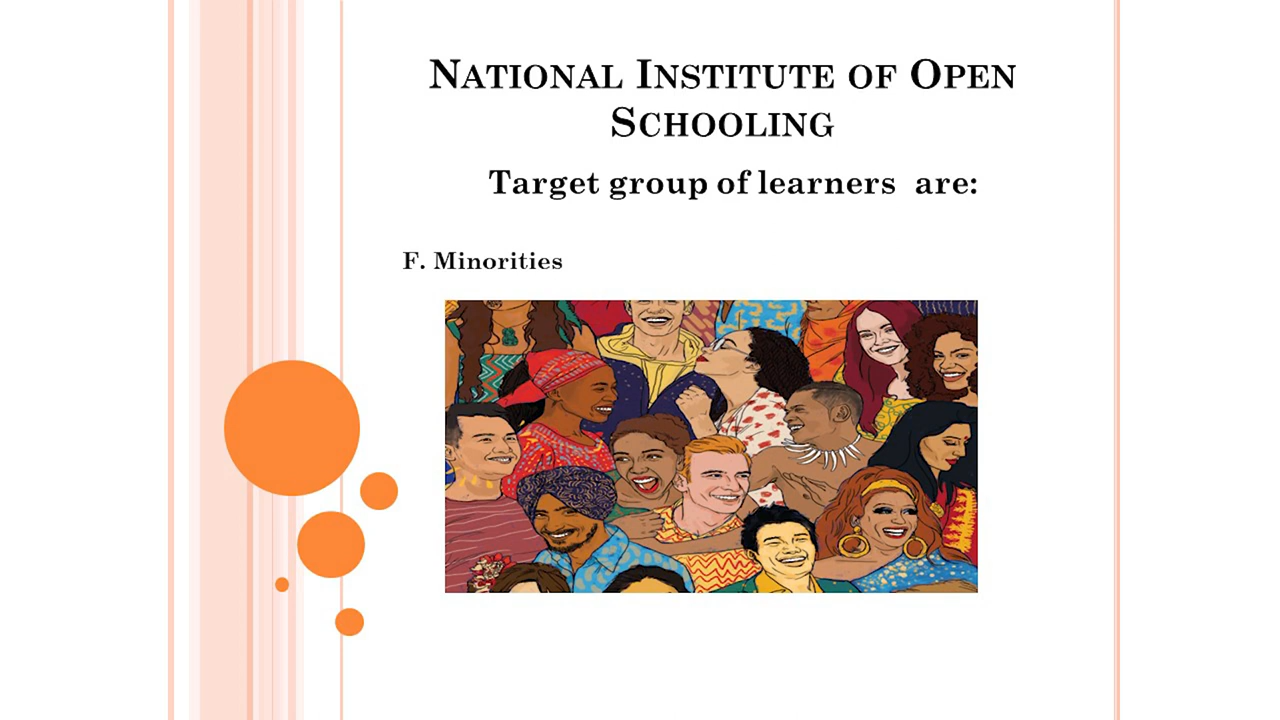 NATIONAL INSTITUTE OF OPEN
SCHOOLING
Target group of learners are:
F. Minorities